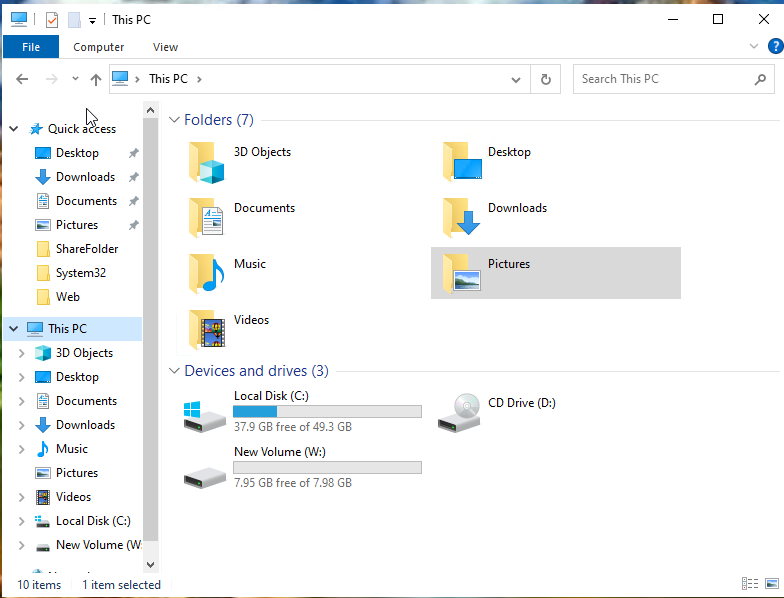 This PC
File
Computer
View
?
This PC
Search This PC
Quick access
Desktop
Downloads
Documents
Pictures
ShareFolder
System32
Web
This PC
3D Objects
Desktop
Documents
Downloads
Music
Pictures
Videos
Local Disk (C:)
New Volume (W:
Folders (7)
3D Objects
Desktop
Documents
Downloads
Music
Pictures
Videos
Devices and drives (3)
Local Disk (C:)
37.9 GB free of 49.3 GB
CD Drive (D:)
New Volume (W:)
7.95 GB free of 7.98 GB
10 items
1 item selected